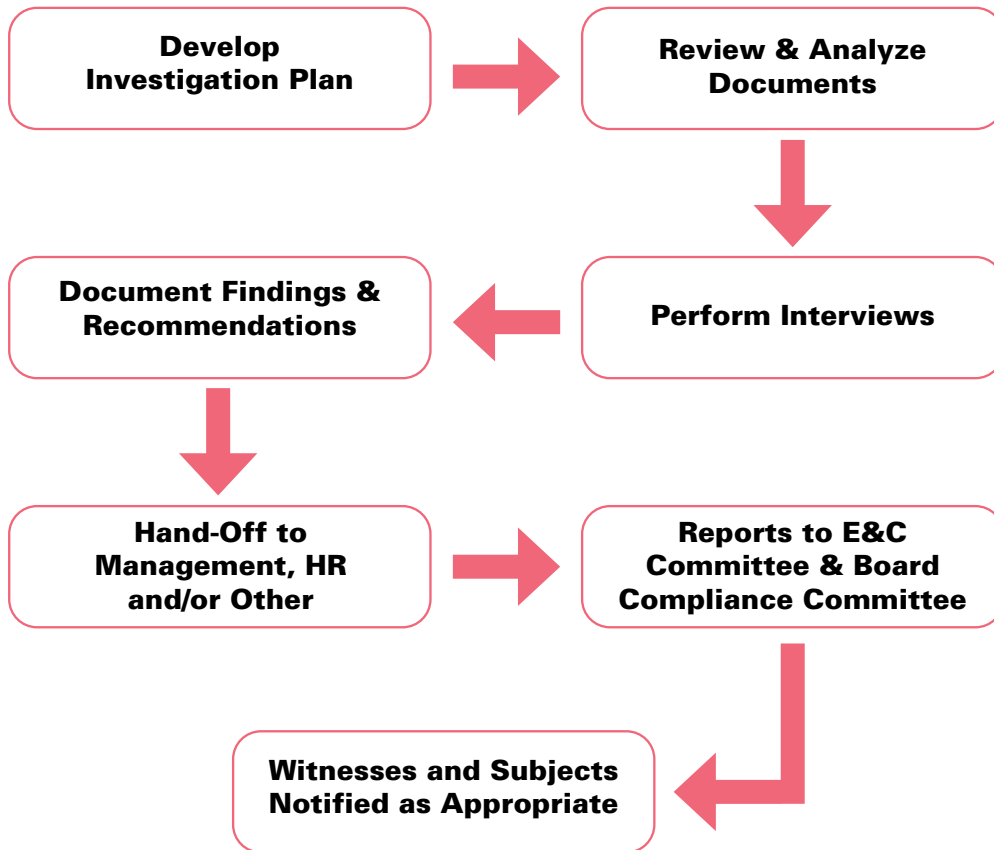 Develop
Investigation Plan
Review & Analyze
Documents
Perform Interviews
Document Findings &
Recommendations
Hand-Off to
Management, HR
and/or Other
Reports to E&C
Committee & Board
Compliance Committee
Witnesses and Subjects
Notified as Appropriate